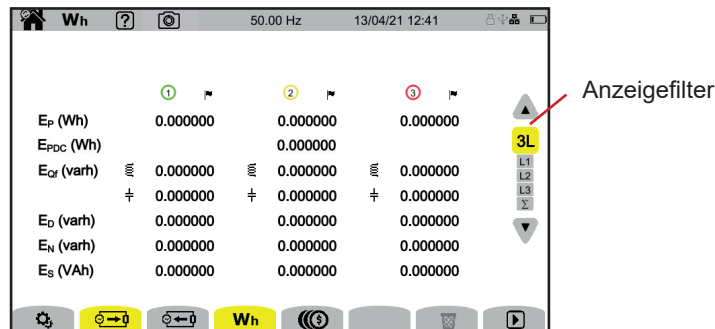 Wh ? 50.00 Hz 13/04/21 12:41
1 2 3
Anzeigefilter
EP (Wh) 0.000000 0.000000 0.000000
3L
EPDC (Wh) 0.000000
L1
EQf (varh) 0.000000 0.000000 0.000000
L2
L3
0.000000 0.000000 0.000000
Σ
ED (varh) 0.000000 0.000000 0.000000
EN (varh) 0.000000 0.000000 0.000000
ES (VAh) 0.000000 0.000000 0.000000
Wh